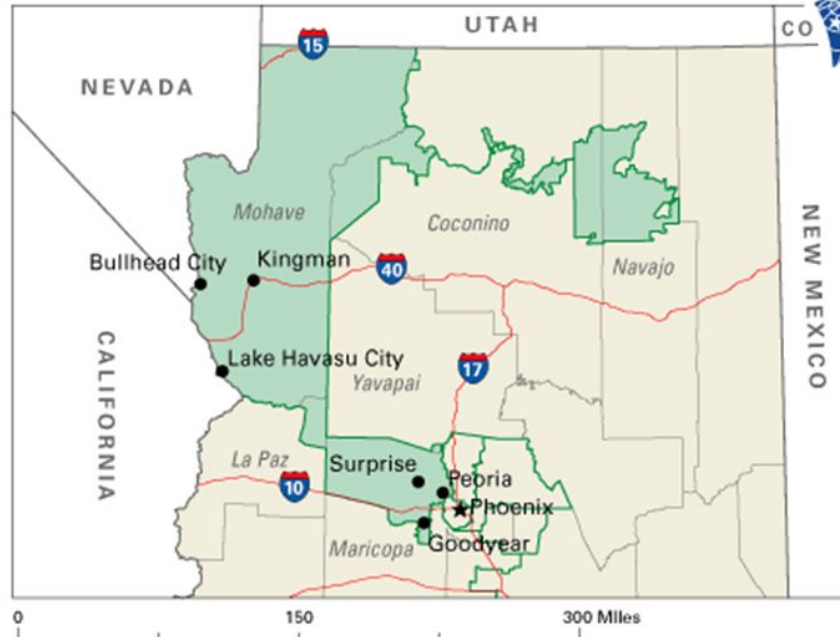 UTAH
CO
15
NEVADA
Mohave
Coconino
Bullhead City
Kingman
40
Navajo
NEW MEXICO
CALIFORNIA
Lake Havasu City
17
Yavapai
La Paz
Surprise
Peoria
10
Phoenix
Goodyear
Maricopa
0 150 300 Miles